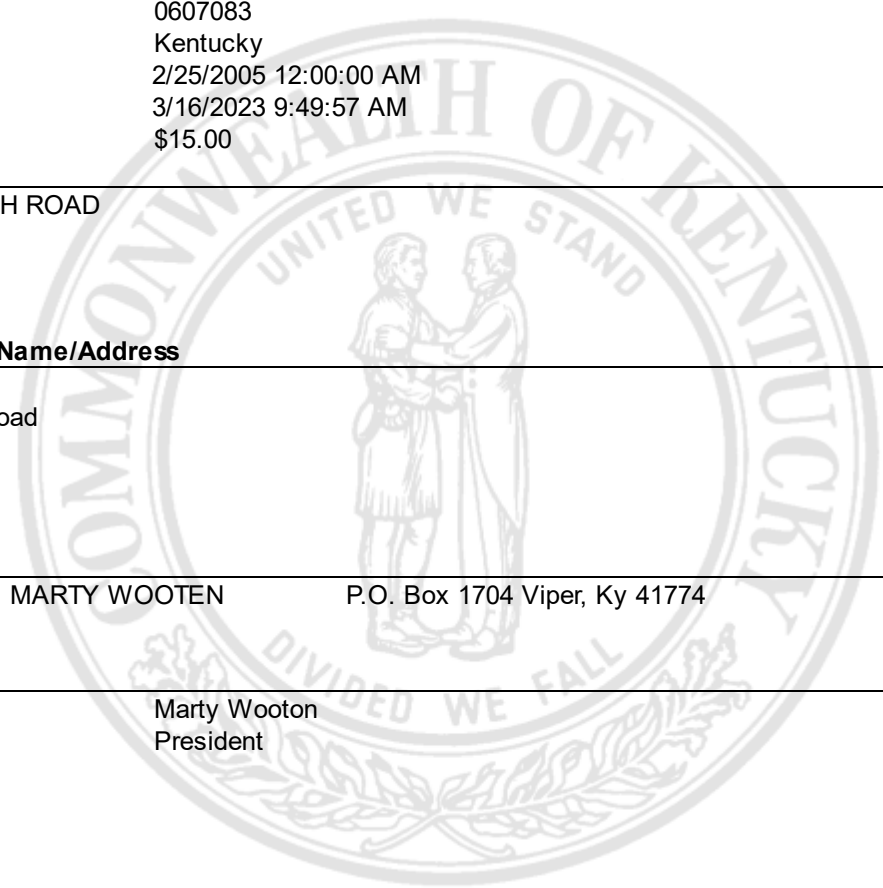 0607083
Kentucky
2/25/2005 12:00:00 AM
3/16/2023 9:49:57 AM
$15.00
H ROAD
Name/Address
oad
MARTY WOOTEN P.O. Box 1704 Viper, Ky 41774
Marty Wooton
President
COMMONWEALTH OF KENTUCKY
UNITED WE STAND
DIVIDED WE FALL